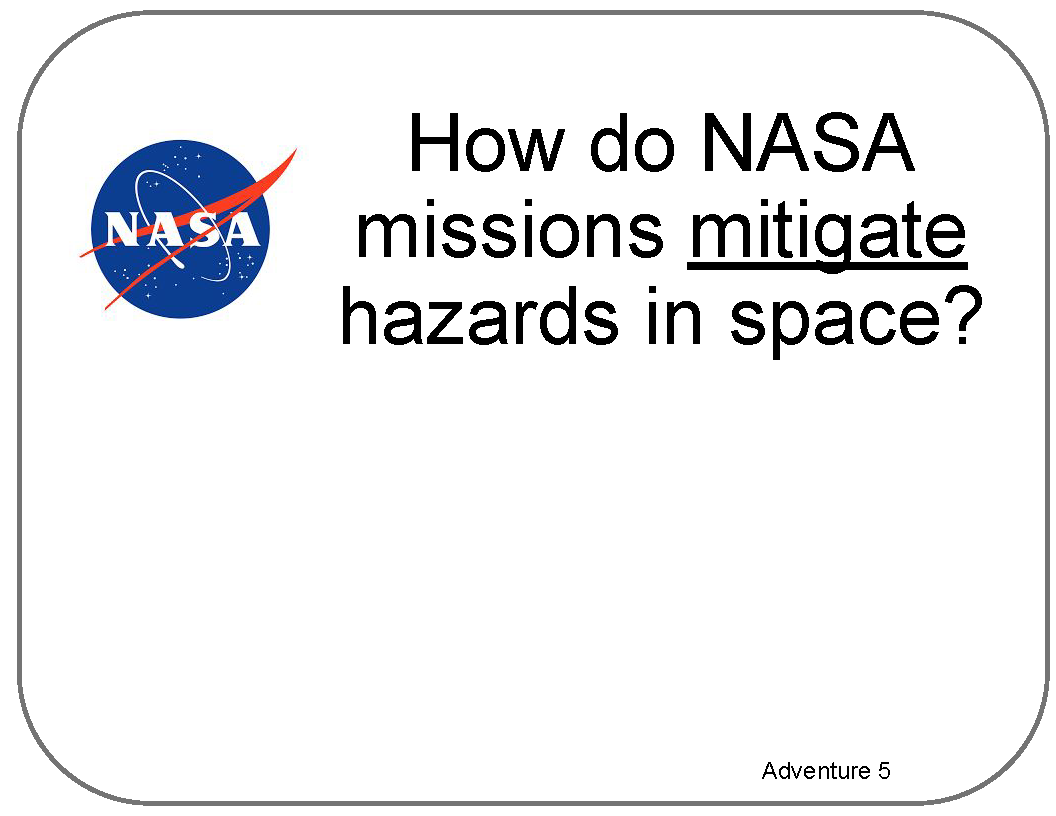 NASA
How do NASA
missions mitigate
hazards in space?
Adventure 5